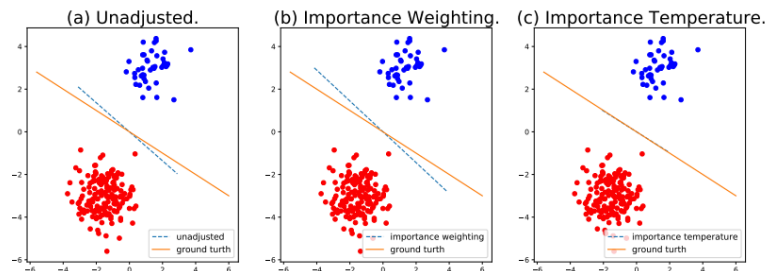 (a) Unadjusted.
(b) Importance Weighting.
(c) Importance Temperature.
4
2
0
−2
−4
−6
−6 −4 −2 0 2 4 6
unadjusted
ground turth
4
2
0
−2
−4
−6
−6 −4 −2 0 2 4 6
importance weighting
ground turth
4
2
0
−2
−4
−6
−6 −4 −2 0 2 4 6
importance temperature
ground turth